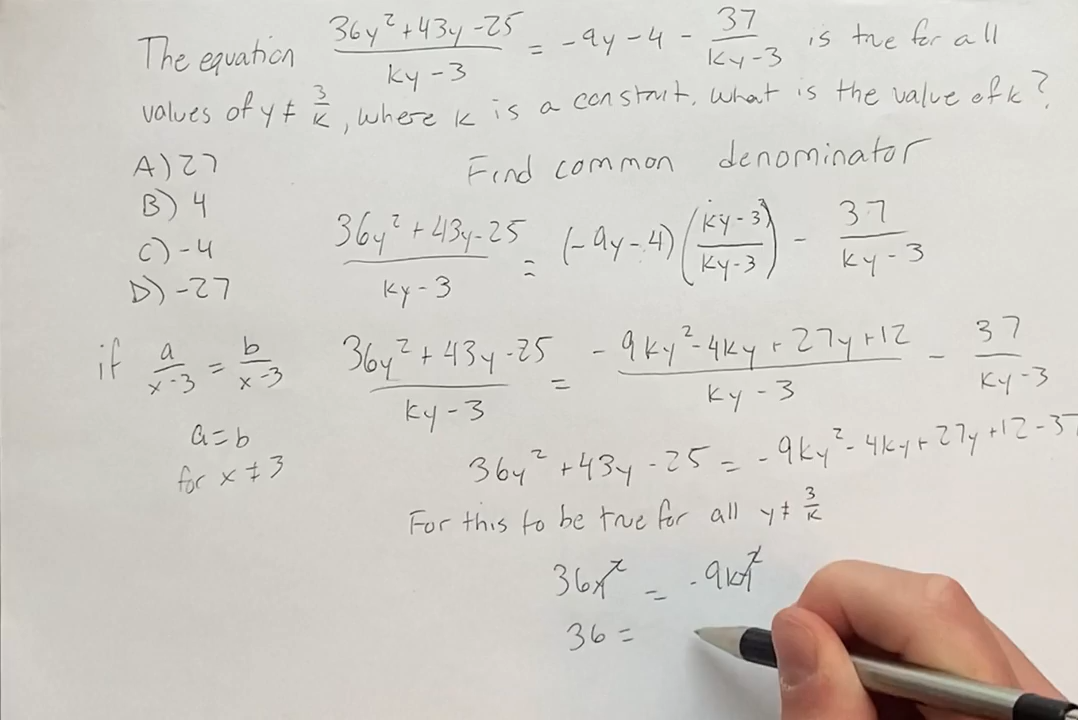 The equation (36y² + 43y - 25)/(ky - 3) = -9y - 4 - 37/(ky - 3) is true for all
values of y ≠ 3/k, where k is a constant. What is the value of k?
A) 27
B) 4
C) -4
D) -27
Find common denominator
(36y² + 43y - 25)/(ky - 3) = (-9y - 4)((ky - 3)/(ky - 3)) - 37/(ky - 3)
if a/(x - 3) = b/(x - 3)
a = b
for x ≠ 3
(36y² + 43y - 25)/(ky - 3) = (-9ky² - 4ky + 27y + 12)/(ky - 3) - 37/(ky - 3)
36y² + 43y - 25 = -9ky² - 4ky + 27y + 12 - 37
For this to be true for all y ≠ 3/k
36y² = -9ky²
36 =